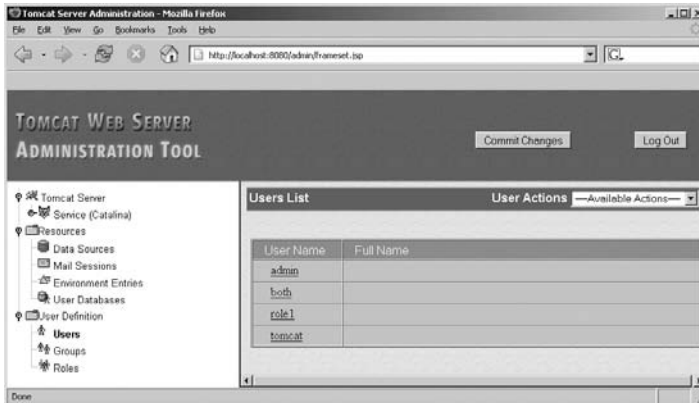 Tomcat Server Administration - Mozilla Firefox
File Edit View Go Bookmarks Tools Help
http://localhost:8080/admin/frameset.jsp
G.
TOMCAT WEB SERVER
ADMINISTRATION TOOL
Commit Changes
Log Out
Tomcat Server
Service (Catalina)
Resources
Data Sources
Mail Sessions
Environment Entries
User Databases
User Definition
Users
Groups
Roles
Users List
User Actions
—Available Actions—
User Name Full Name
admin
both
role1
tomcat
Done